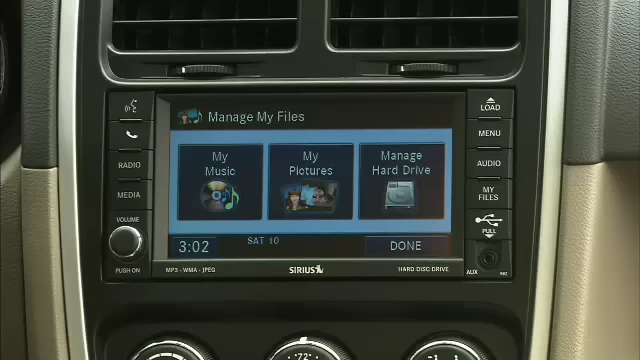 LOAD
Manage My Files
MENU
RADIO
AUDIO
My Music
My Pictures
Manage Hard Drive
MEDIA
MY FILES
VOLUME
PULL
3:02
SAT 10
DONE
PUSH ON
MP3 - WMA - JPEG
SIRIUS
HARD DISC DRIVE
AUX
72